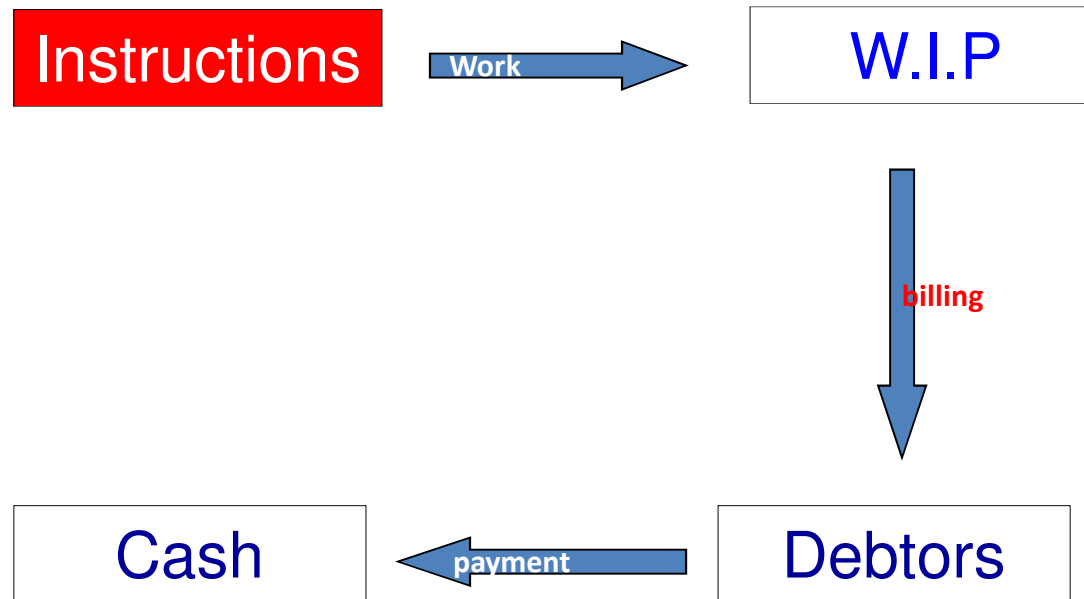 Instructions
Work
W.I.P
billing
Cash
payment
Debtors